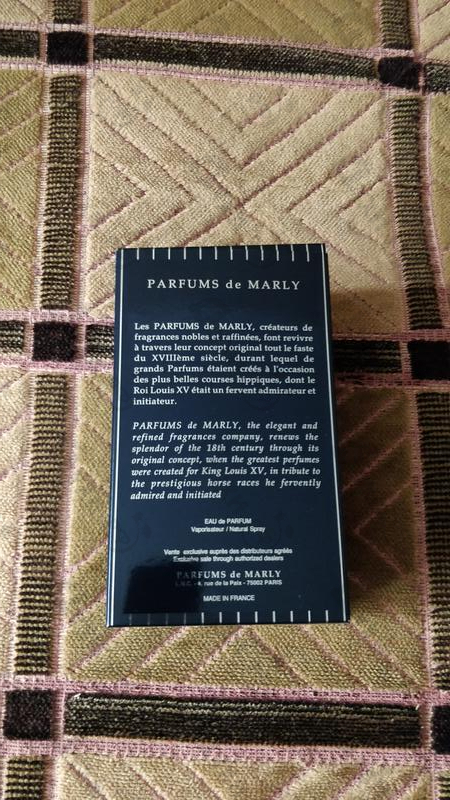 PARFUMS de MARLY
Les PARFUMS de MARLY, créateurs de
fragrances nobles et raffinées, font revivre
à travers leur concept original tout le faste
du XVIIIème siècle, durant lequel de
grands Parfums étaient créés à l'occasion
des plus belles courses hippiques, dont le
Roi Louis XV était un fervent admirateur et
initiateur.
PARFUMS de MARLY, the elegant and
refined fragrances company, renews the
splendor of the 18th century through its
original concept, when the greatest perfumes
were created for King Louis XV, in tribute to
the prestigious horse races he fervently
admired and initiated
EAU de PARFUM
Vaporisateur / Natural Spray
Vente exclusive auprès des distributeurs agréés
Exclusive sale through authorized dealers
PARFUMS de MARLY
rue de la Paix - 75002 PARIS
MADE IN FRANCE